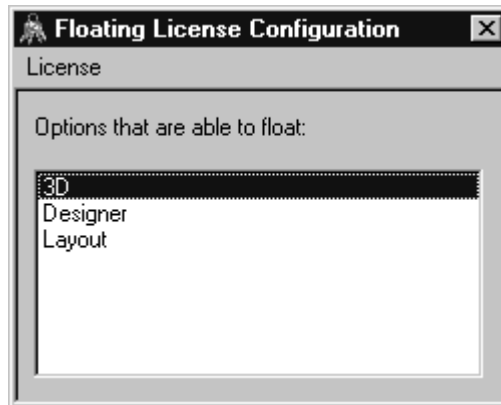 Floating License Configuration
License
Options that are able to float:
3D
Designer
Layout